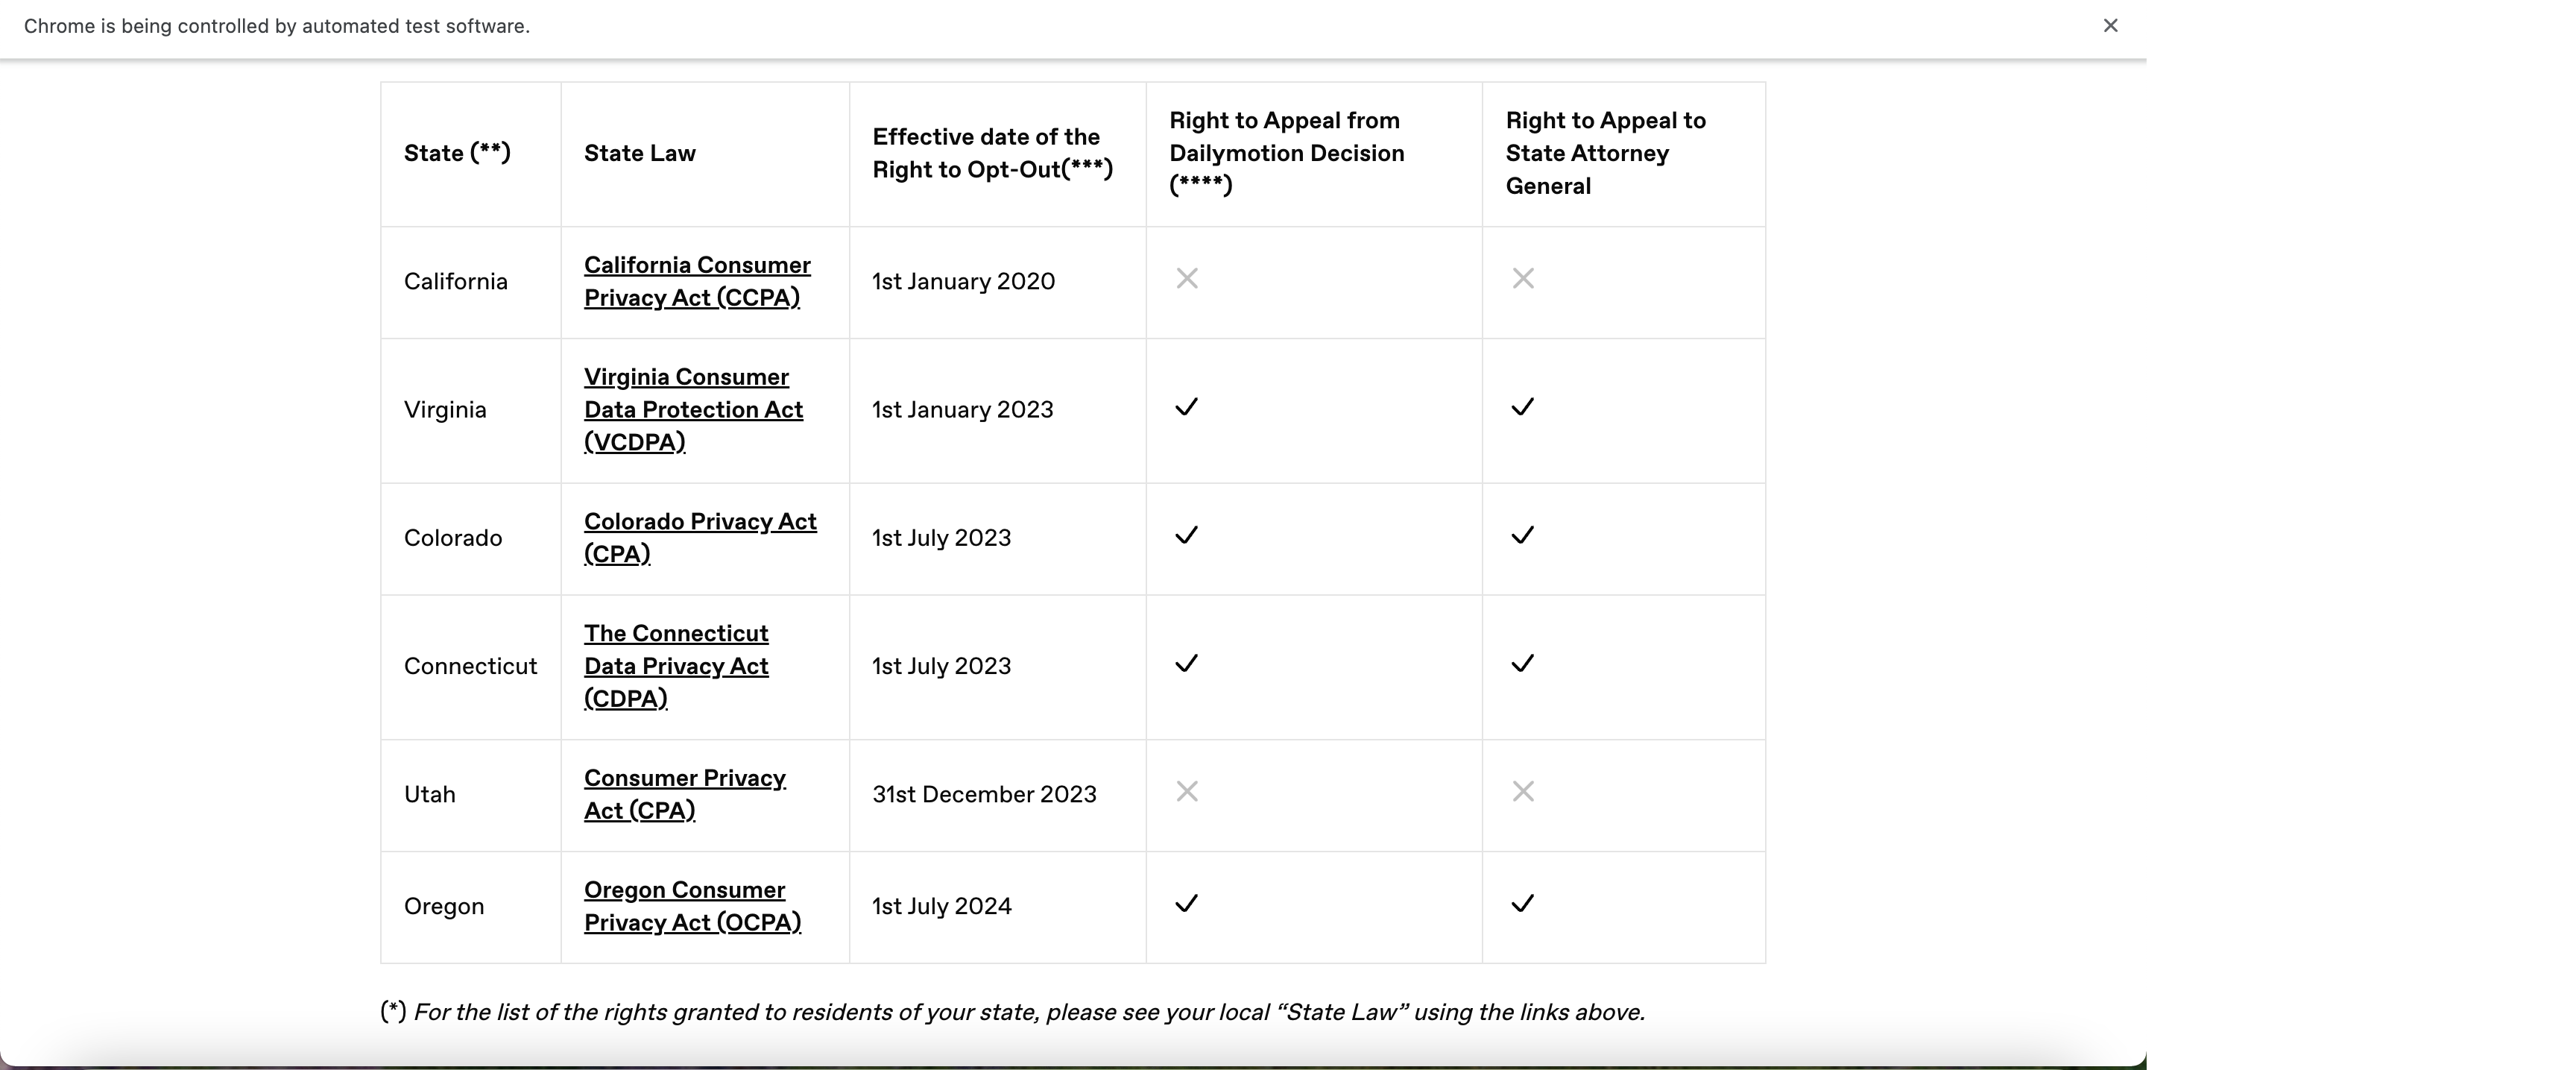 Chrome is being controlled by automated test software.
State (**)
State Law
Effective date of the
Right to Opt-Out(***)
Right to Appeal from
Dailymotion Decision
(****)
Right to Appeal to
State Attorney
General
California
California Consumer
Privacy Act (CCPA)
1st January 2020
Virginia
Virginia Consumer
Data Protection Act
(VCDPA)
1st January 2023
Colorado
Colorado Privacy Act
(CPA)
1st July 2023
Connecticut
The Connecticut
Data Privacy Act
(CDPA)
1st July 2023
Utah
Consumer Privacy
Act (CPA)
31st December 2023
Oregon
Oregon Consumer
Privacy Act (OCPA)
1st July 2024
(*) For the list of the rights granted to residents of your state, please see your local “State Law” using the links above.